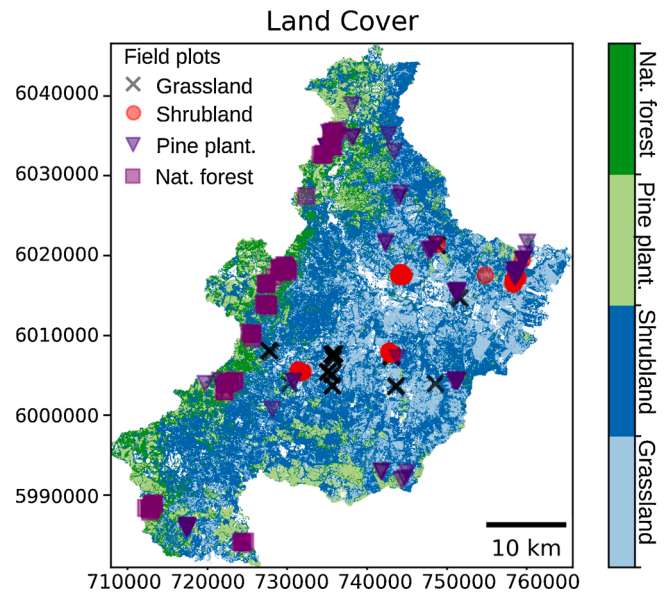 Land Cover
Field plots
Grassland
Shrubland
Pine plant.
Nat. forest
6040000
6030000
6020000
6010000
6000000
5990000
10 km
710000 720000 730000 740000 750000 760000
Nat. forest
Pine plant.
Shrubland
Grassland